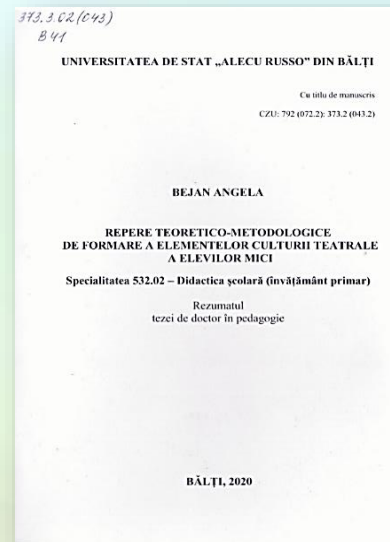 373.3.02(043)
B41
UNIVERSITATEA DE STAT „ALECU RUSSO” DIN BĂLȚI
Cu titlu de manuscris
CZU: 792 (072.2): 373.2 (043.2)
BEJAN ANGELA
REPERE TEORETICO-METODOLOGICE
DE FORMARE A ELEMENTELOR CULTURII TEATRALE
A ELEVILOR MICI
Specialitatea 532.02 – Didactica școlară (învățământ primar)
Rezumatul
tezei de doctor în pedagogie
BĂLȚI, 2020